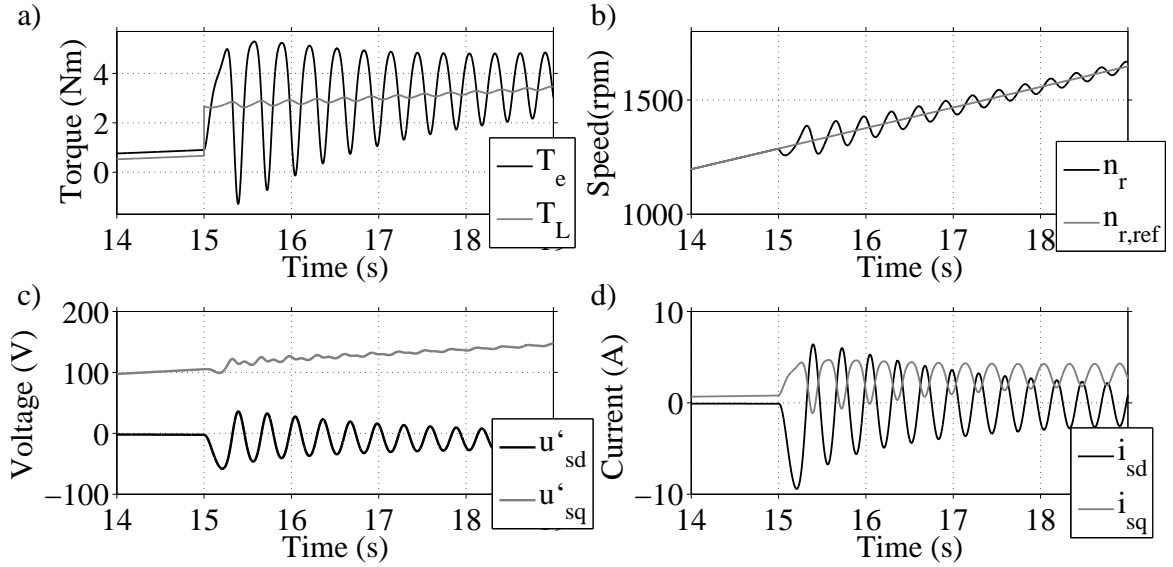 a)
Torque (Nm)
4
2
0
14 15 16 17 18 19
Time (s)
T_e
T_L
b)
Speed(rpm)
1500
1000
14 15 16 17 18
Time (s)
n_r
n_r,ref
c)
Voltage (V)
200
100
0
−100
14 15 16 17 18
Time (s)
u‘_sd
u‘_sq
d)
Current (A)
10
0
−10
14 15 16 17 18
Time (s)
i_sd
i_sq